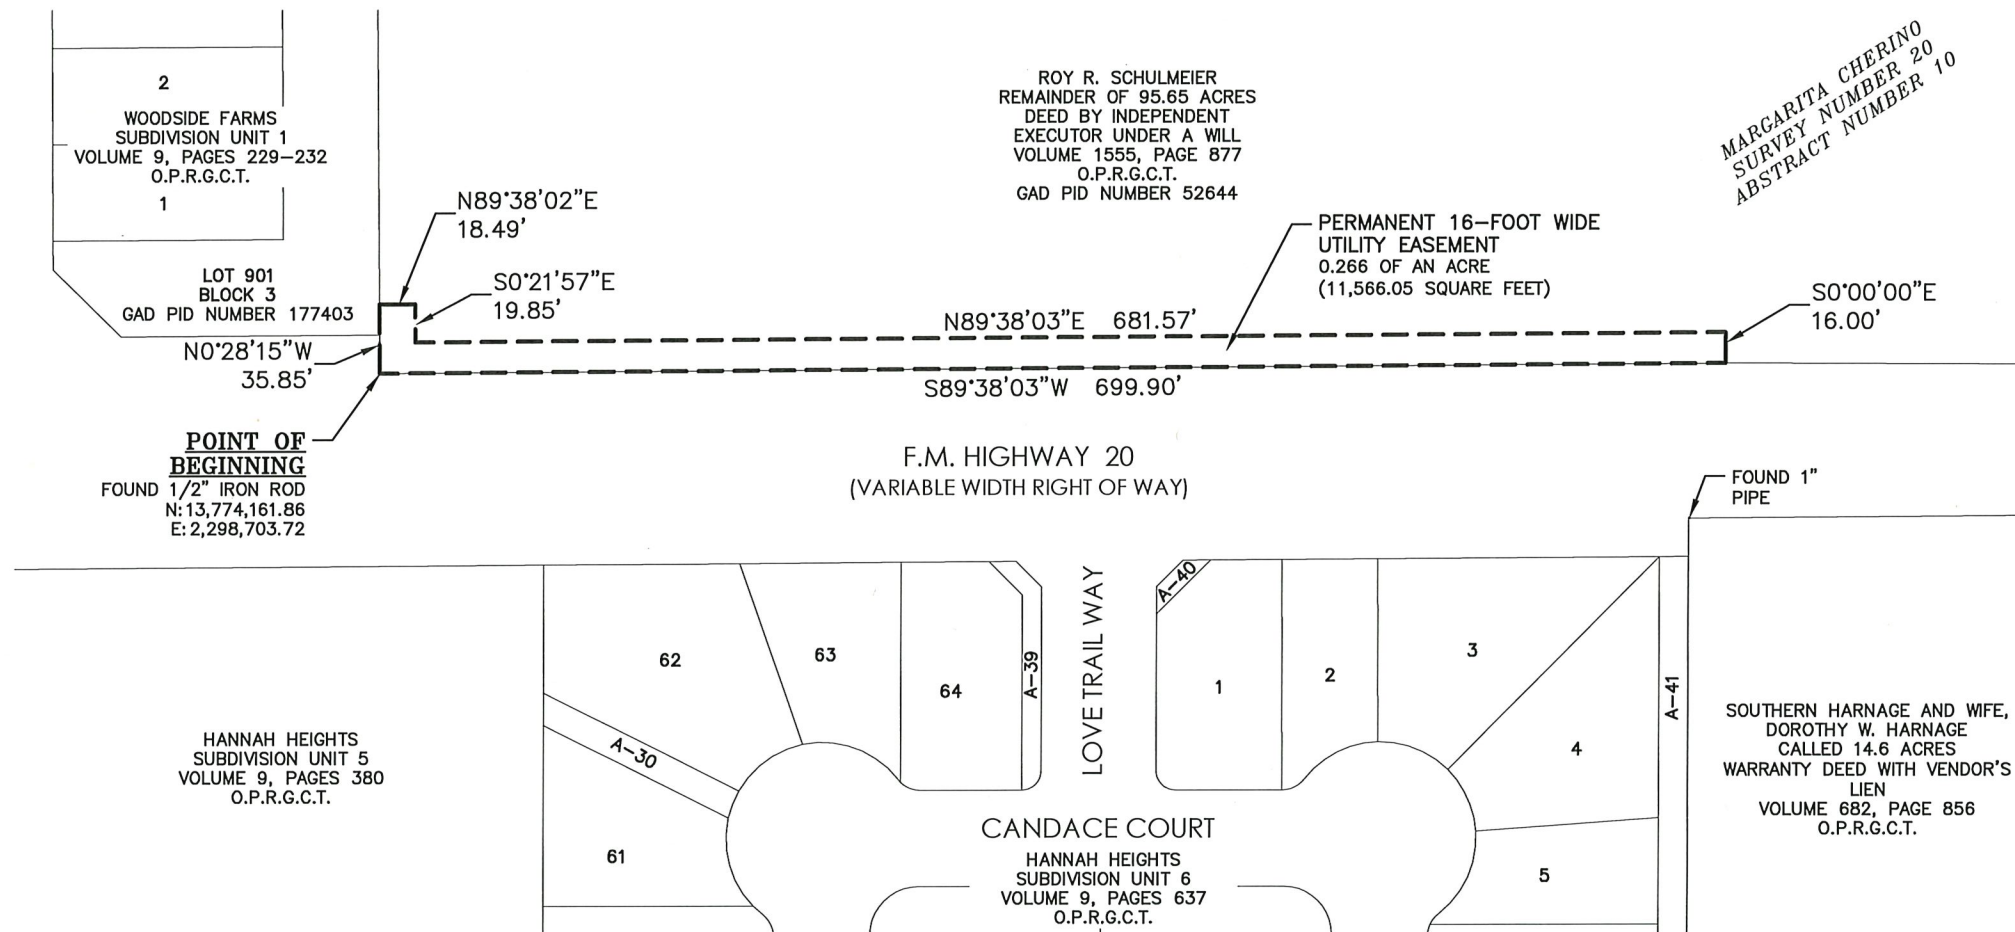 2
WOODSIDE FARMS
SUBDIVISION UNIT 1
VOLUME 9, PAGES 229-232
O.P.R.G.C.T.
1
LOT 901
BLOCK 3
GAD PID NUMBER 177403
ROY R. SCHULMEIER
REMAINDER OF 95.65 ACRES
DEED BY INDEPENDENT
EXECUTOR UNDER A WILL
VOLUME 1555, PAGE 877
O.P.R.G.C.T.
GAD PID NUMBER 52644
MARGARITA CHERINO
SURVEY NUMBER 20
ABSTRACT NUMBER 10
N89°38'02"E
18.49'
S0°21'57"E
19.85'
PERMANENT 16-FOOT WIDE
UTILITY EASEMENT
0.266 OF AN ACRE
(11,566.05 SQUARE FEET)
S0°00'00"E
16.00'
N89°38'03"E 681.57'
N0°28'15"W
35.85'
S89°38'03"W 699.90'
POINT OF
BEGINNING
FOUND 1/2" IRON ROD
N:13,774,161.86
E:2,298,703.72
F.M. HIGHWAY 20
(VARIABLE WIDTH RIGHT OF WAY)
FOUND 1"
PIPE
62
63
64
A-39
LOVE TRAIL WAY
A-40
1
2
3
4
A-41
A-30
61
5
HANNAH HEIGHTS
SUBDIVISION UNIT 5
VOLUME 9, PAGES 380
O.P.R.G.C.T.
CANDACE COURT
HANNAH HEIGHTS
SUBDIVISION UNIT 6
VOLUME 9, PAGES 637
O.P.R.G.C.T.
SOUTHERN HARNAGE AND WIFE,
DOROTHY W. HARNAGE
CALLED 14.6 ACRES
WARRANTY DEED WITH VENDOR'S
LIEN
VOLUME 682, PAGE 856
O.P.R.G.C.T.